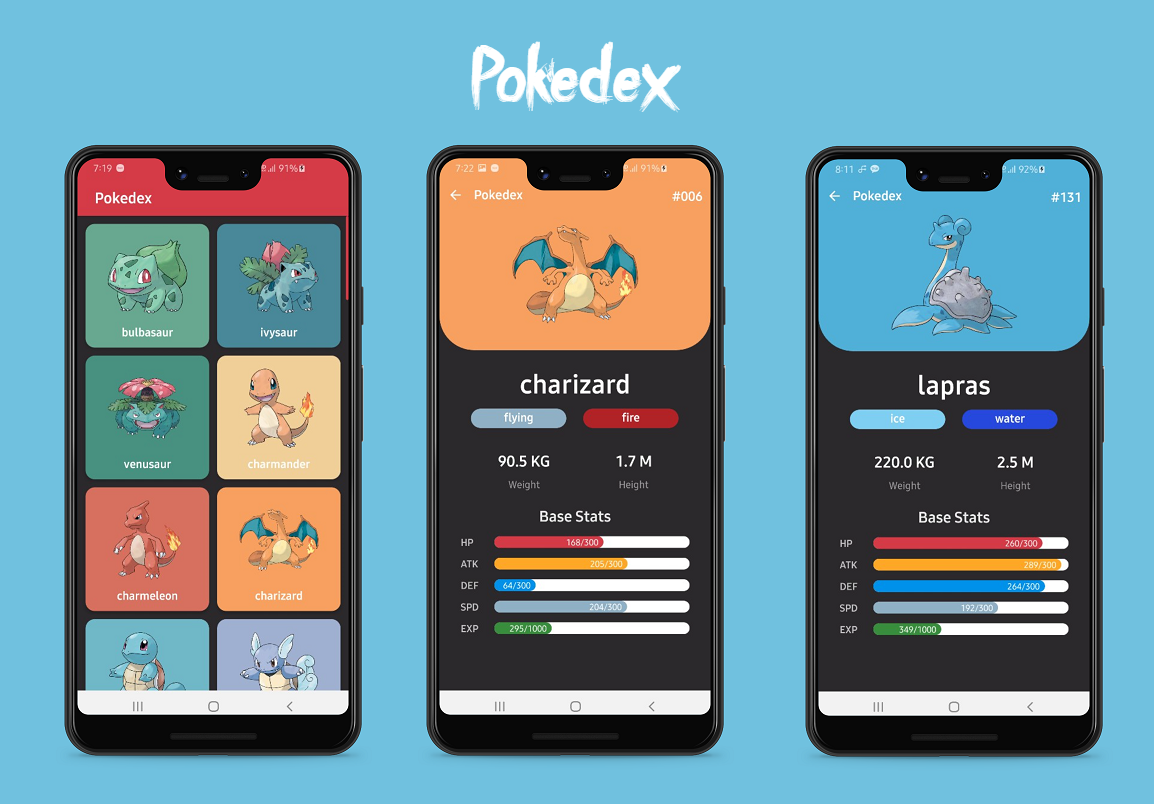 Pokedex
7:19
91%
Pokedex
bulbasaur
ivysaur
venusaur
charmander
charmeleon
charizard
7:22
91%
Pokedex
#006
charizard
flying
fire
90.5 KG
1.7 M
Weight
Height
Base Stats
HP
168/300
ATK
205/300
DEF
64/300
SPD
204/300
EXP
295/1000
8:11
92%
Pokedex
#131
lapras
ice
water
220.0 KG
2.5 M
Weight
Height
Base Stats
HP
260/300
ATK
289/300
DEF
264/300
SPD
192/300
EXP
349/1000